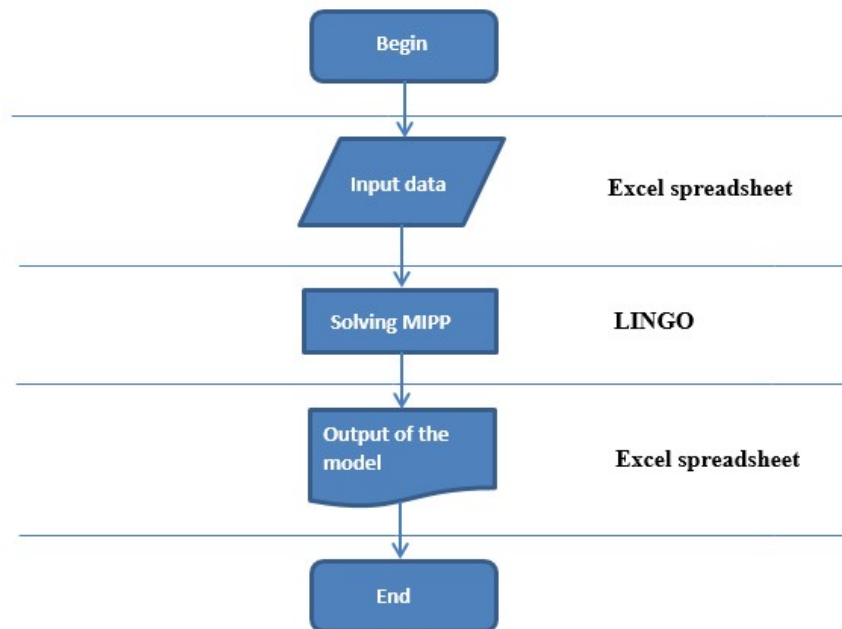 Begin
Input data
Excel spreadsheet
Solving MIPP
LINGO
Output of the
model
Excel spreadsheet
End